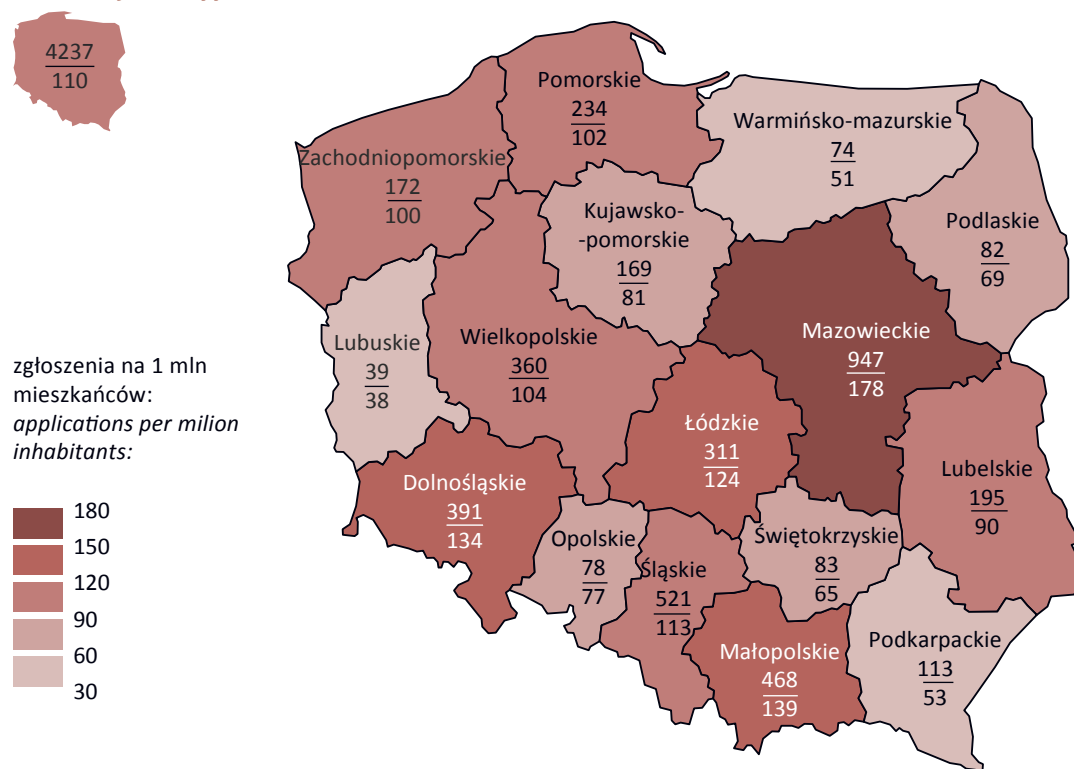 4237
110
Pomorskie
234
102
Warmińsko-mazurskie
74
51
Zachodniopomorskie
172
100
Kujawsko-
-pomorskie
169
81
Podlaskie
82
69
Mazowieckie
947
178
Wielkopolskie
360
104
Lubuskie
39
38
zgłoszenia na 1 mln
mieszkańców:
applications per milion
inhabitants:
180
150
120
90
60
30
Łódzkie
311
124
Lubelskie
195
90
Dolnośląskie
391
134
Opolskie
78
77
Śląskie
521
113
Świętokrzyskie
83
65
Małopolskie
468
139
Podkarpackie
113
53